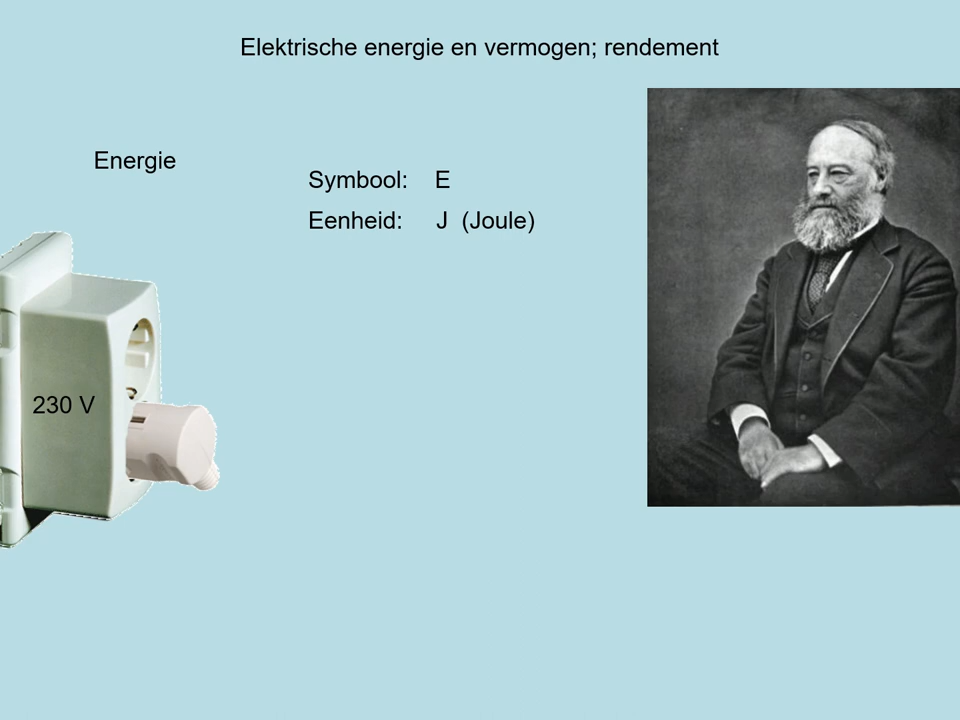 Elektrische energie en vermogen; rendement
Energie
Symbool: E
Eenheid: J (Joule)
230 V